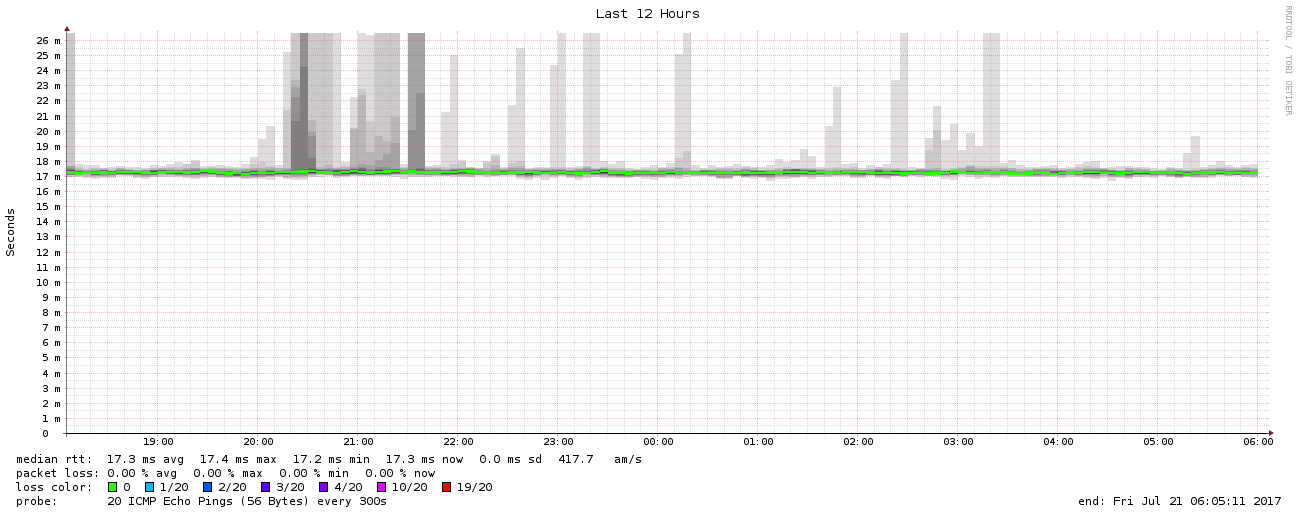 Last 12 Hours
RRDTOOL / TOBI OETIKER
26 m
25 m
24 m
23 m
22 m
21 m
20 m
19 m
18 m
17 m
16 m
15 m
14 m
13 m
12 m
11 m
10 m
9 m
8 m
7 m
6 m
5 m
4 m
3 m
2 m
1 m
0
Seconds
19:00 20:00 21:00 22:00 23:00 00:00 01:00 02:00 03:00 04:00 05:00 06:00
median rtt: 17.3 ms avg 17.4 ms max 17.2 ms min 17.3 ms now 0.0 ms sd 417.7 am/s
packet loss: 0.00 % avg 0.00 % max 0.00 % min 0.00 % now
loss color: 0 1/20 2/20 3/20 4/20 10/20 19/20
probe: 20 ICMP Echo Pings (56 Bytes) every 300s end: Fri Jul 21 06:05:11 2017